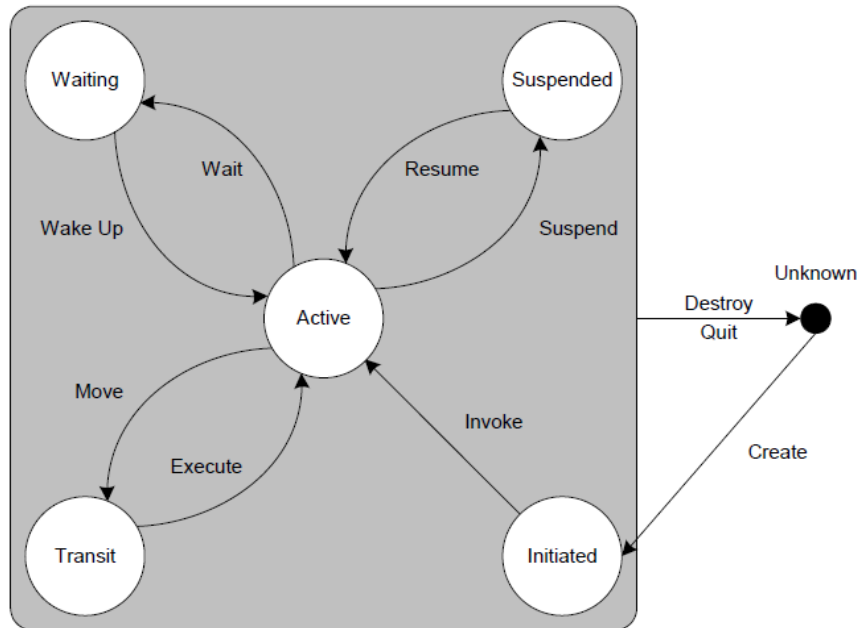 Waiting
Suspended
Wait
Resume
Wake Up
Suspend
Unknown
Destroy
Quit
Active
Move
Invoke
Execute
Create
Transit
Initiated